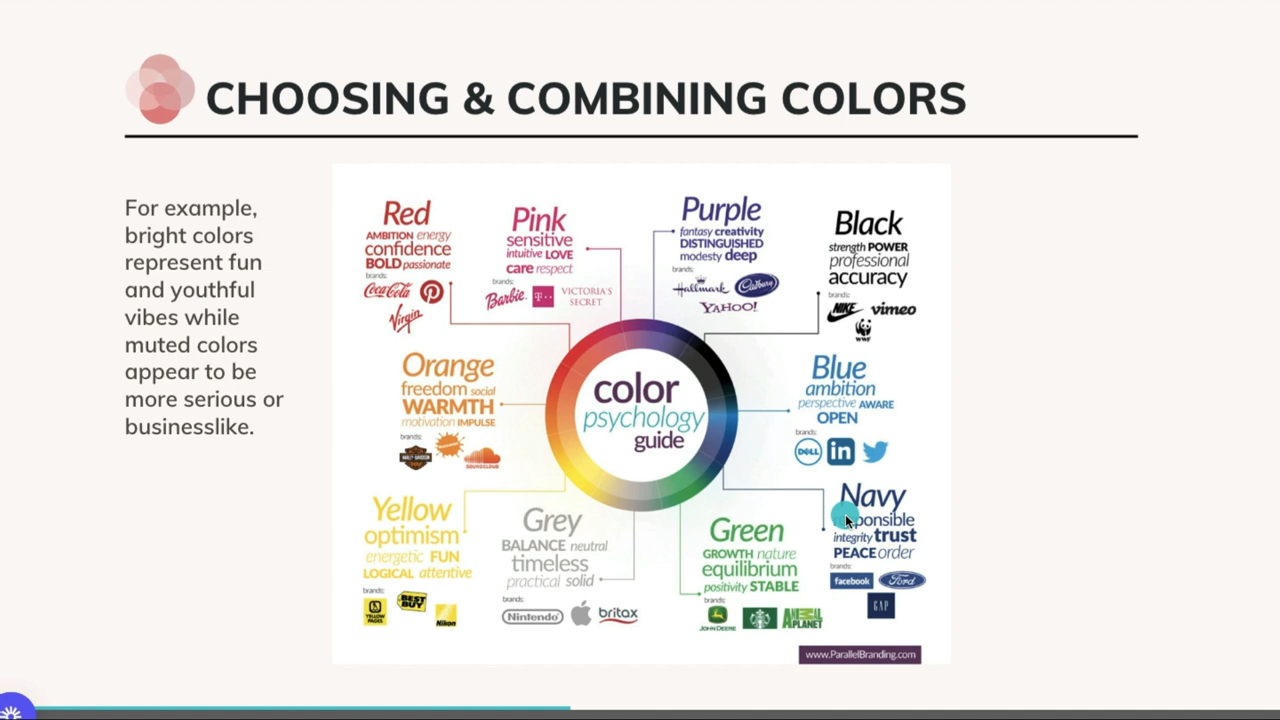 CHOOSING & COMBINING COLORS
For example,
bright colors
represent fun
and youthful
vibes while
muted colors
appear to be
more serious or
businesslike.
Red
AMBITION energy
confidence
BOLD passionate
brands:
Coca-Cola
Virgin
Pink
sensitive
intuitive LOVE
care respect
brands:
Barbie
T
VICTORIA'S
SECRET
Purple
fantasy creativity
DISTINGUISHED
modesty deep
brands:
Hallmark Cadbury
YAHOO!
Black
strength POWER
professional
accuracy
brands:
NIKE vimeo
WWF
Orange
freedom social
WARMTH
motivation IMPULSE
brands:
HARLEY-DAVIDSON
SOUNDCLOUD
color
psychology
guide
Blue
ambition
perspective AWARE
OPEN
brands:
DELL in
Yellow
optimism
energetic FUN
LOGICAL attentive
brands:
YELLOW
PAGES
BEST
BUY
Nikon
Grey
BALANCE neutral
timeless
practical solid
brands:
Nintendo britax
Green
GROWTH nature
equilibrium
positivity STABLE
brands:
JOHN DEERE
ANIMAL
PLANET
Navy
ponsible
integrity trust
PEACE order
brands:
facebook Ford
GAP
www.ParallelBranding.com